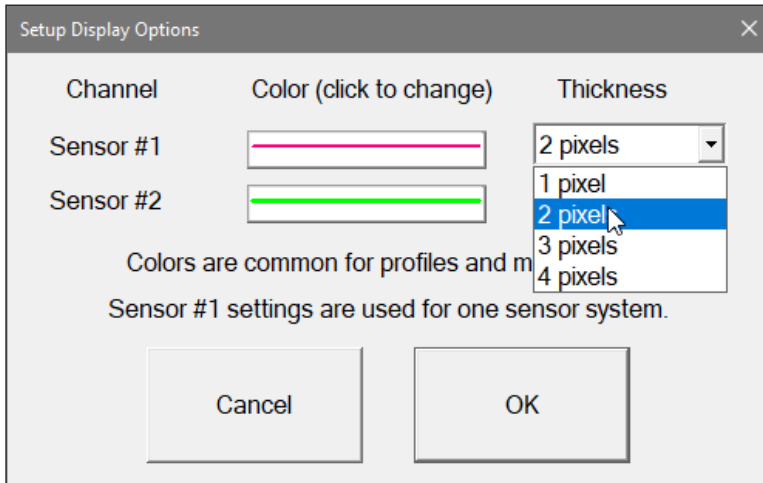 Setup Display Options
Channel Color (click to change) Thickness
Sensor #1 2 pixels
1 pixel
Sensor #2 2 pixels
3 pixels
Colors are common for profiles and
4 pixels
Sensor #1 settings are used for one sensor system.
Cancel OK